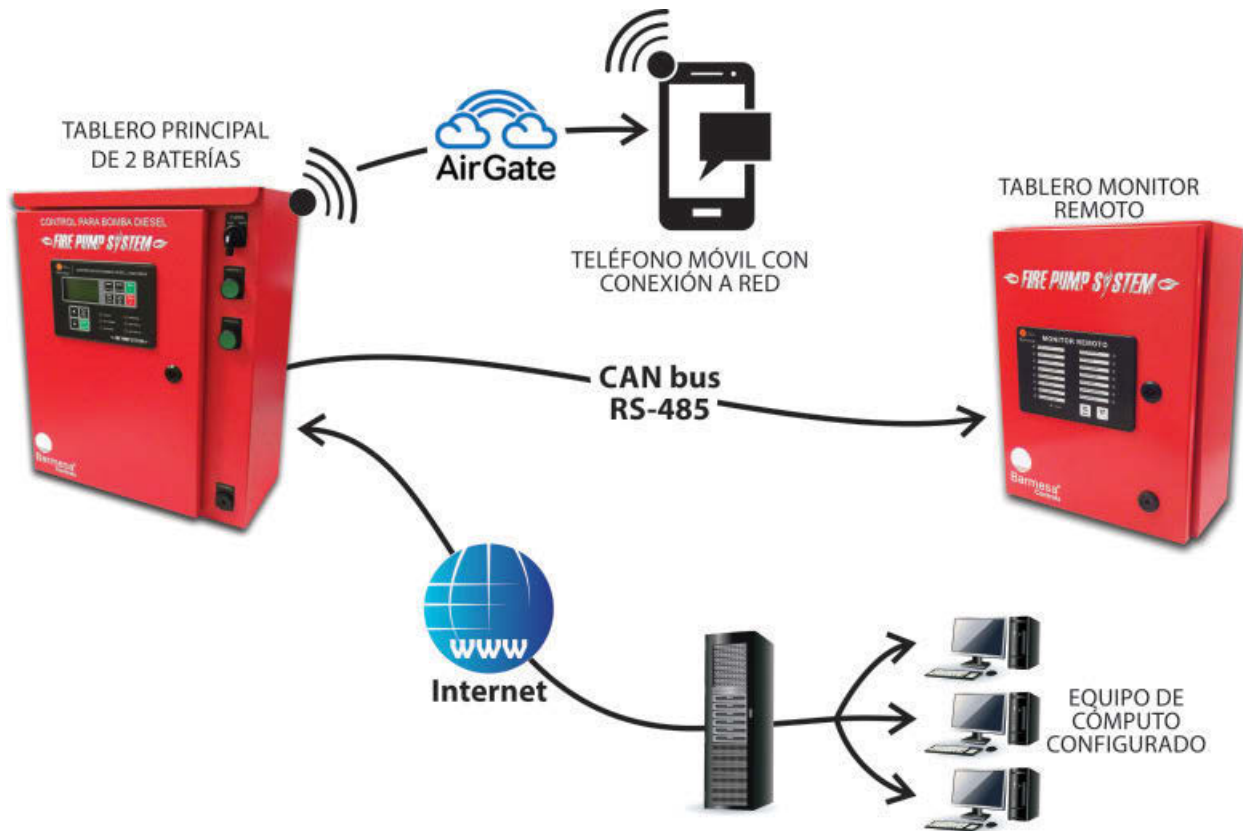 TABLERO PRINCIPAL
DE 2 BATERÍAS
AirGate
TELÉFONO MÓVIL CON
CONEXIÓN A RED
TABLERO MONITOR
REMOTO
CONTROL PARA BOMBA DIESEL
FIRE PUMP SYSTEM
Barmesa
Controls
CAN bus
RS-485
FIRE PUMP SYSTEM
MONITOR REMOTO
Barmesa
Controls
www
Internet
EQUIPO DE
CÓMPUTO
CONFIGURADO